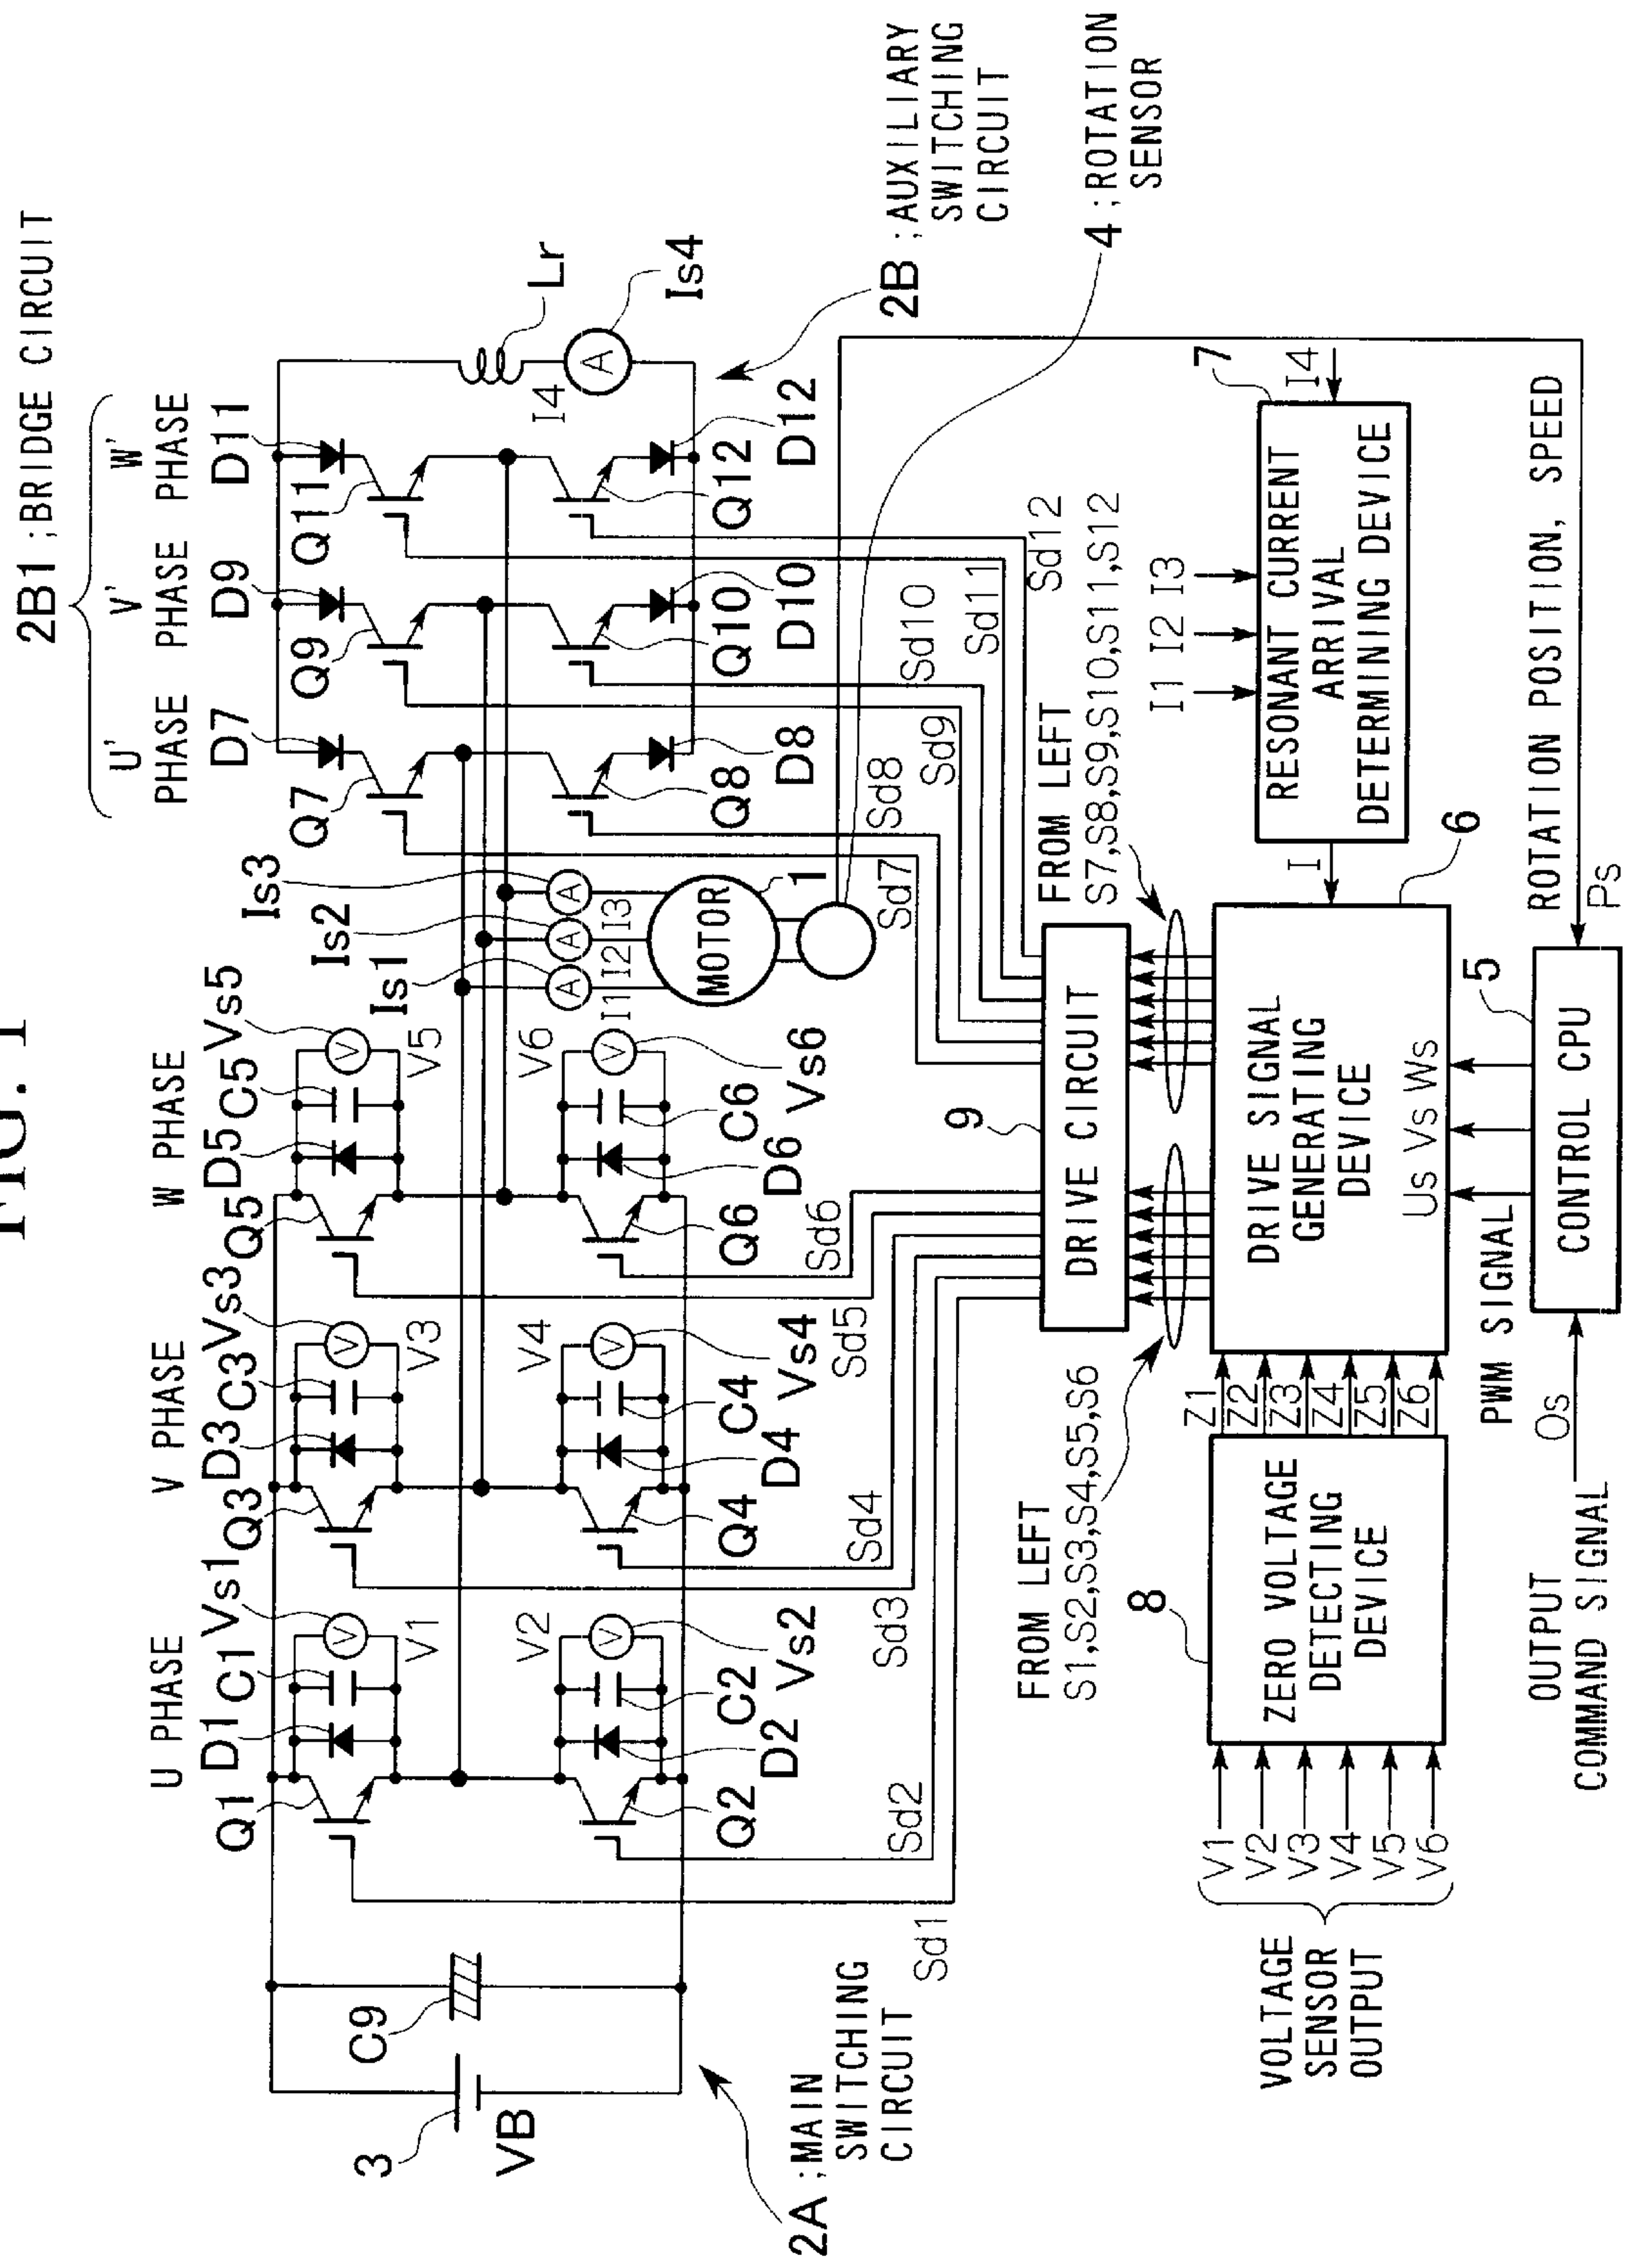 FIG. 1
2B1 ;BRIDGE CIRCUIT
U PHASE
V PHASE
W PHASE
U'
PHASE
V'
PHASE
W'
PHASE
Q1
D1
C1
Vs1
Q3
D3
C3
Vs3
Q5
D5
C5
Vs5
Is1
Is2
Is3
Q7
D7
Q9
D9
Q11
D11
V
V1
V
V3
V
V5
Lr
C9
3
VB
V
V2
V
V4
V
V6
A
A
A
I1
I2
I3
I4
A
Is4
Q2
D2
C2
Vs2
Q4
D4
C4
Vs4
Q6
D6
C6
Vs6
MOTOR
1
Q8
D8
Q10
D10
Q12
D12
2A ;MAIN
SWITCHING
CIRCUIT
2B ;AUXILIARY
SWITCHING
CIRCUIT
4 ;ROTATION
SENSOR
Sd1
Sd2
Sd3
Sd4
Sd5
Sd6
Sd7
Sd8
Sd9
Sd10
Sd11
Sd12
9
DRIVE CIRCUIT
FROM LEFT
S1,S2,S3,S4,S5,S6
FROM LEFT
S7,S8,S9,S10,S11,S12
I1 I2 I3
VOLTAGE
SENSOR
OUTPUT
V1
V2
V3
V4
V5
V6
8
ZERO VOLTAGE
DETECTING
DEVICE
Z1
Z2
Z3
Z4
Z5
Z6
DRIVE SIGNAL
GENERATING
DEVICE
Us Vs Ws
6
I
RESONANT CURRENT
ARRIVAL
DETERMINING DEVICE
7
I4
PWM SIGNAL
5
OUTPUT
COMMAND SIGNAL
Os
CONTROL CPU
ROTATION POSITION, SPEED
Ps